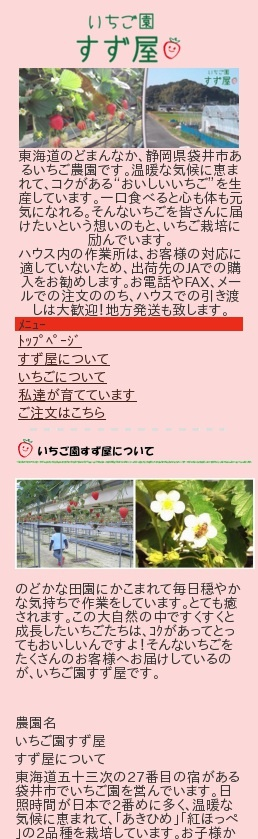 いちご園
すず屋
いちご園
すず屋
東海道のどまんなか、静岡県袋井市あ
るいちご農園です。温暖な気候に恵ま
れて、コクがある“おいしいいちご”を生
産しています。一口食べると心も体も元
気になれる。そんないちごを皆さんに届
けたいという想いのもと、いちご栽培に
励んでいます。
ハウス内の作業所は、お客様の対応に
適していないため、出荷先のJAでの購
入をお勧めします。お電話やFAX、メー
ルでの注文ののち、ハウスでの引き渡
しは大歓迎!地方発送も致します。
ﾒﾆｭｰ
ﾄｯﾌﾟﾍﾟｰｼﾞ
すず屋について
いちごについて
私達が育てています
ご注文はこちら
いちご園すず屋について
のどかな田園にかこまれて毎日穏やか
な気持ちで作業をしています。とても癒
されます。この大自然の中ですくすくと
成長したいちごたちは、ｺｸがあってとっ
てもおいしいんですよ!そんないちごを
たくさんのお客様へお届けしているの
が、いちご園すず屋です。
農園名
いちご園すず屋
すず屋について
東海道五十三次の27番目の宿がある
袋井市でいちご園を営んでいます。日
照時間が日本で2番めに多く、温暖な
気候に恵まれて、「あきひめ」「紅ほっぺ」
の2品種を栽培しています。お子様か